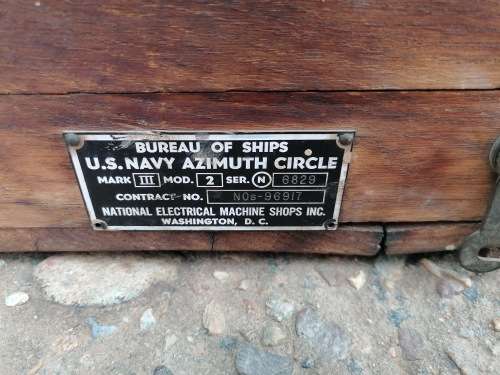 BUREAU OF SHIPS
U.S. NAVY AZIMUTH CIRCLE
MARK III MOD. 2 SER. N 6829
CONTRACT NO. NOs-96917
NATIONAL ELECTRICAL MACHINE SHOPS INC.
WASHINGTON, D. C.